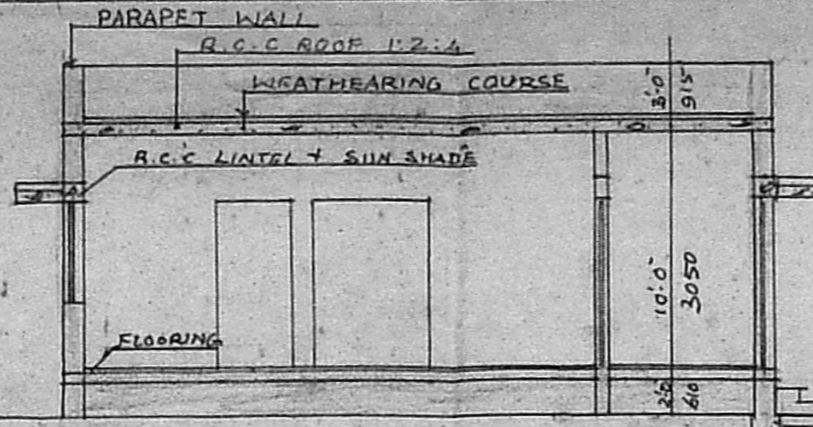 PARAPET WALL
R.C.C ROOF 1:2:4
WEATHEARING COURSE
3'.0"
915
R.C.C LINTEL + SUN SHADE
10'.0"
3050
FLOORING
2'.0
610